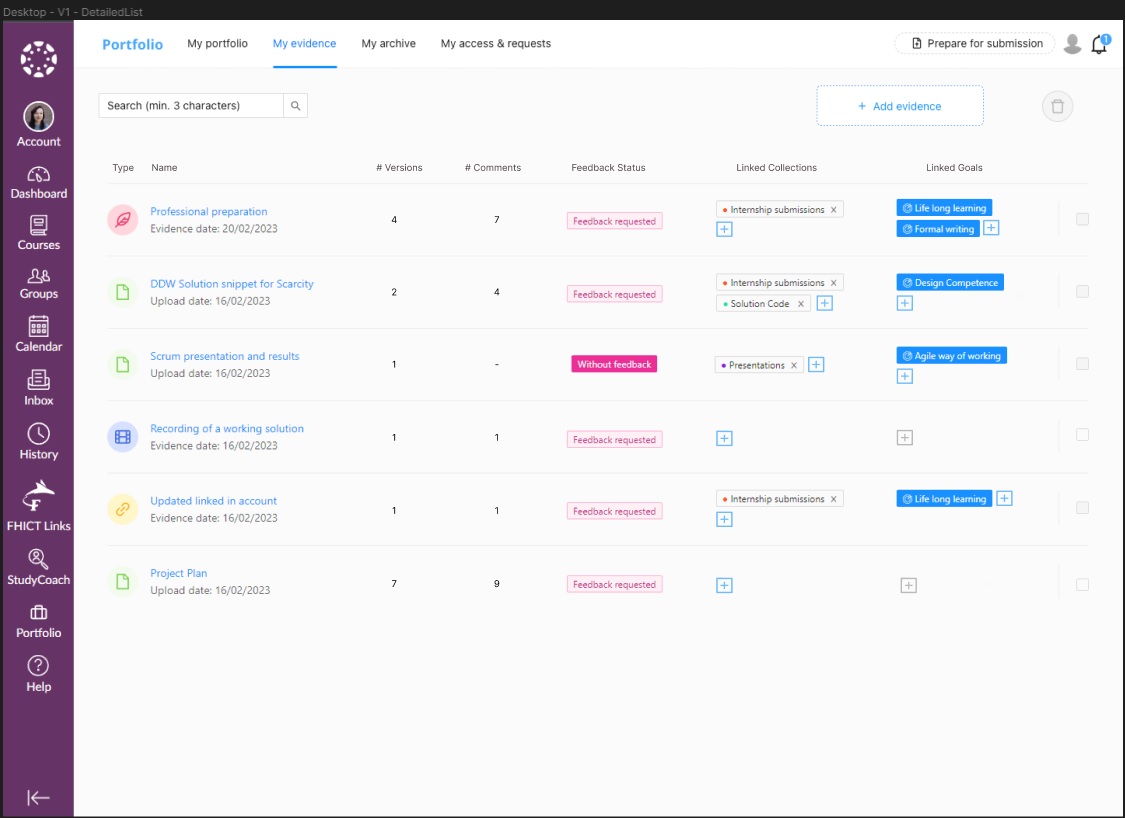 Desktop - V1 - DetailedList
Portfolio My portfolio My evidence My archive My access & requests Prepare for submission 1
Account
Dashboard
Courses
Groups
Calendar
Inbox
History
F
FHICT Links
StudyCoach
Portfolio
? Help
Search (min. 3 characters) + Add evidence
Type Name # Versions # Comments Feedback Status Linked Collections Linked Goals
Professional preparation
Evidence date: 20/02/2023
4 7 Feedback requested
Internship submissions X
+
Life long learning
Formal writing +
DDW Solution snippet for Scarcity
Upload date: 16/02/2023
2 4 Feedback requested
Internship submissions X
Solution Code X +
Design Competence
+
Scrum presentation and results
Upload date: 16/02/2023
1 - Without feedback
Presentations X +
Agile way of working
+
Recording of a working solution
Evidence date: 16/02/2023
1 1 Feedback requested + +
Updated linked in account
Evidence date: 16/02/2023
1 1 Feedback requested
Internship submissions X
+
Life long learning +
Project Plan
Upload date: 16/02/2023
7 9 Feedback requested + +